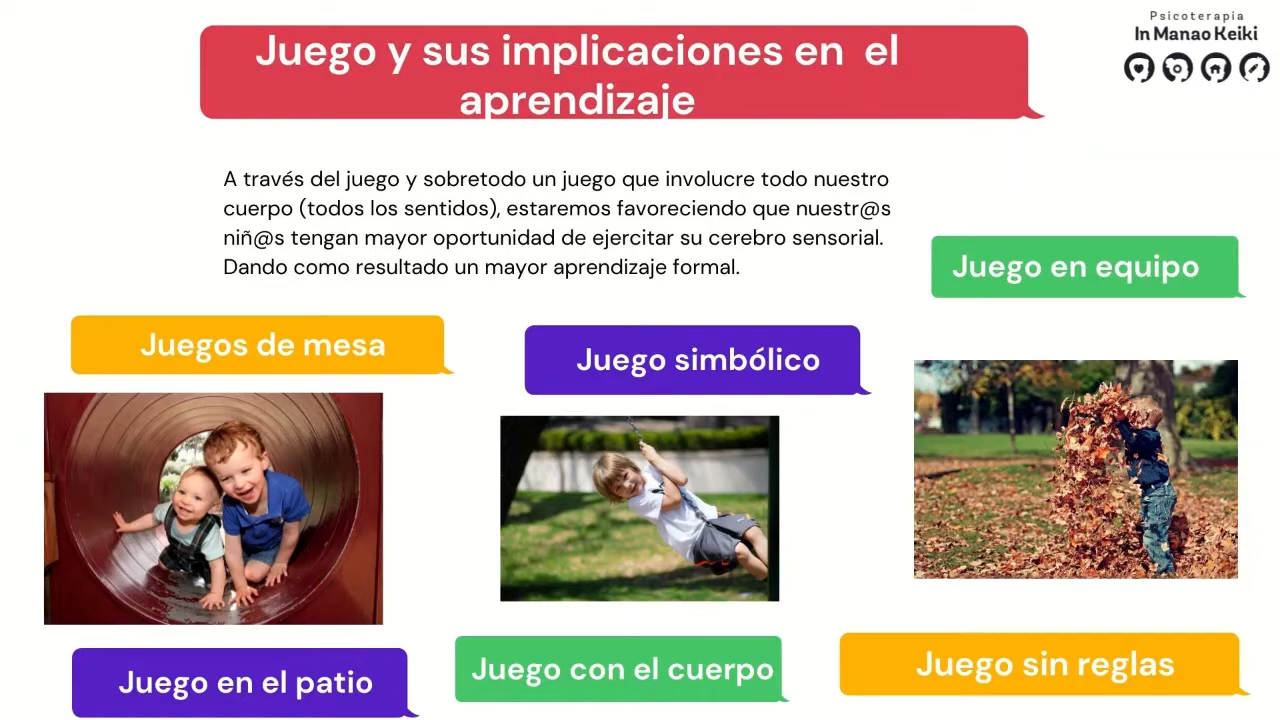 Psicoterapia
In Manao Keiki
Juego y sus implicaciones en el
aprendizaje
A través del juego y sobretodo un juego que involucre todo nuestro
cuerpo (todos los sentidos), estaremos favoreciendo que nuestr@s
niñ@s tengan mayor oportunidad de ejercitar su cerebro sensorial.
Dando como resultado un mayor aprendizaje formal.
Juego en equipo
Juegos de mesa
Juego simbólico
Juego en el patio
Juego con el cuerpo
Juego sin reglas